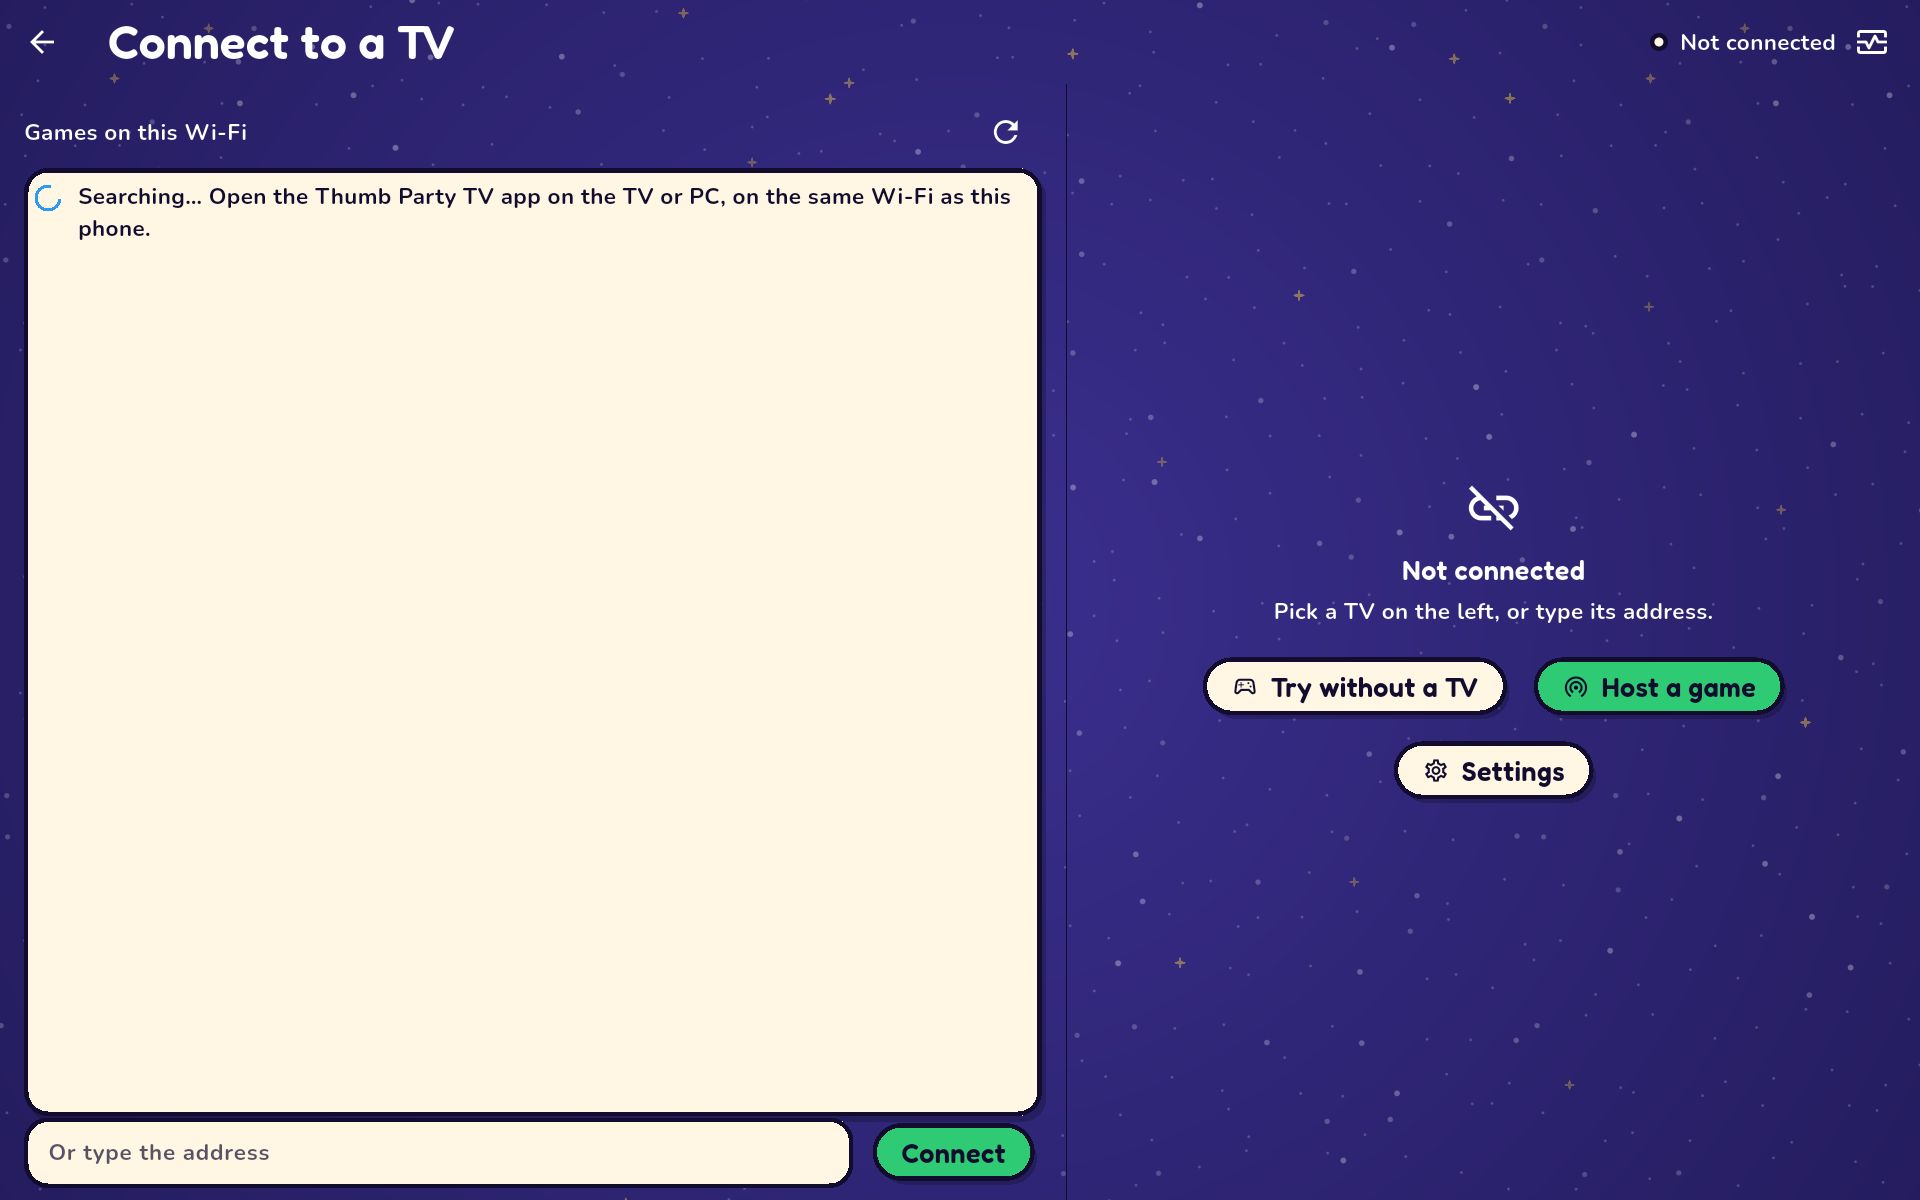 Connect to a TV
Not connected
Games on this Wi-Fi
Searching... Open the Thumb Party TV app on the TV or PC, on the same Wi-Fi as this
phone.
Not connected
Pick a TV on the left, or type its address.
Try without a TV
Host a game
Settings
Or type the address
Connect